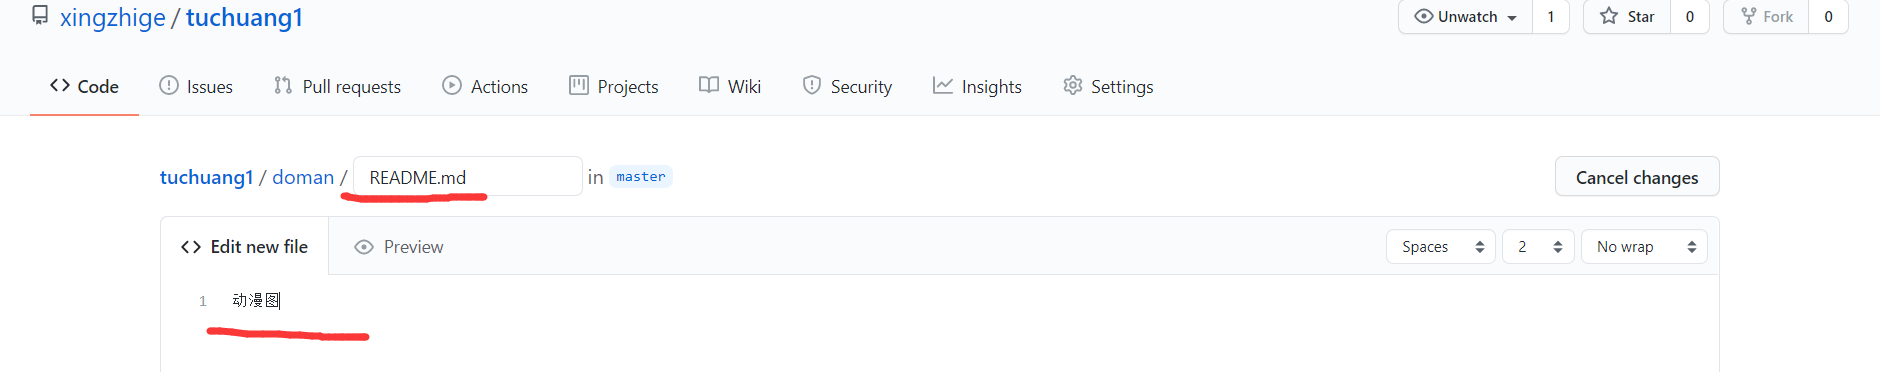 xingzhige / tuchuang1
Unwatch 1 Star 0 Fork 0
Code Issues Pull requests Actions Projects Wiki Security Insights Settings
tuchuang1 / doman / README.md in master Cancel changes
Edit new file Preview Spaces 2 No wrap
1 动漫图